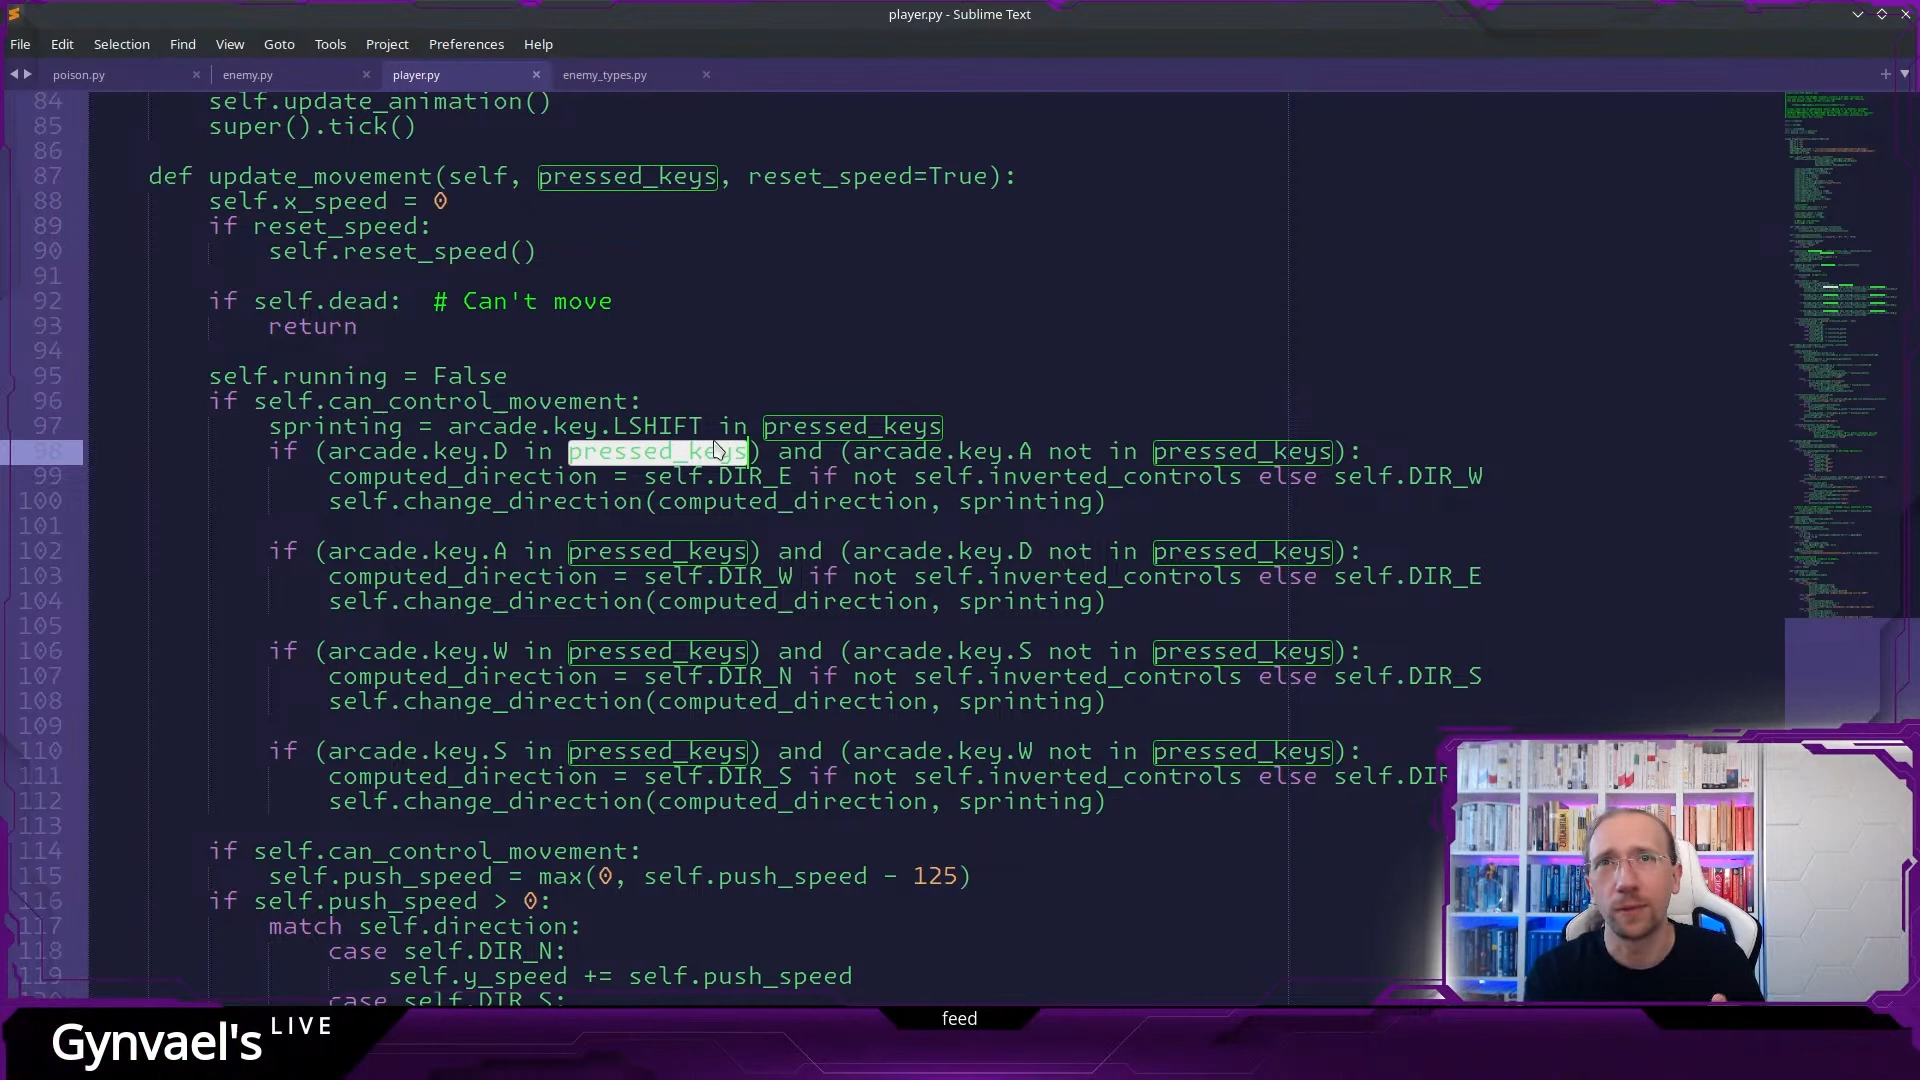 player.py - Sublime Text
File Edit Selection Find View Goto Tools Project Preferences Help
poison.py enemy.py player.py enemy_types.py
84 self.update_animation()
85 super().tick()
86
87 def update_movement(self, pressed_keys, reset_speed=True):
88 self.x_speed = 0
89 if reset_speed:
90 self.reset_speed()
91
92 if self.dead:  # Can't move
93 return
94
95 self.running = False
96 if self.can_control_movement:
97 sprinting = arcade.key.LSHIFT in pressed_keys
98 if (arcade.key.D in pressed_keys) and (arcade.key.A not in pressed_keys):
99 computed_direction = self.DIR_E if not self.inverted_controls else self.DIR_W
100 self.change_direction(computed_direction, sprinting)
101
102 if (arcade.key.A in pressed_keys) and (arcade.key.D not in pressed_keys):
103 computed_direction = self.DIR_W if not self.inverted_controls else self.DIR_E
104 self.change_direction(computed_direction, sprinting)
105
106 if (arcade.key.W in pressed_keys) and (arcade.key.S not in pressed_keys):
107 computed_direction = self.DIR_N if not self.inverted_controls else self.DIR_S
108 self.change_direction(computed_direction, sprinting)
109
110 if (arcade.key.S in pressed_keys) and (arcade.key.W not in pressed_keys):
111 computed_direction = self.DIR_S if not self.inverted_controls else self.DIR
112 self.change_direction(computed_direction, sprinting)
113
114 if self.can_control_movement:
115 self.push_speed = max(0, self.push_speed - 125)
116 if self.push_speed > 0:
117 match self.direction:
118 case self.DIR_N:
119 self.y_speed += self.push_speed
case self.DIR_S:
feed
Gynvael's LIVE